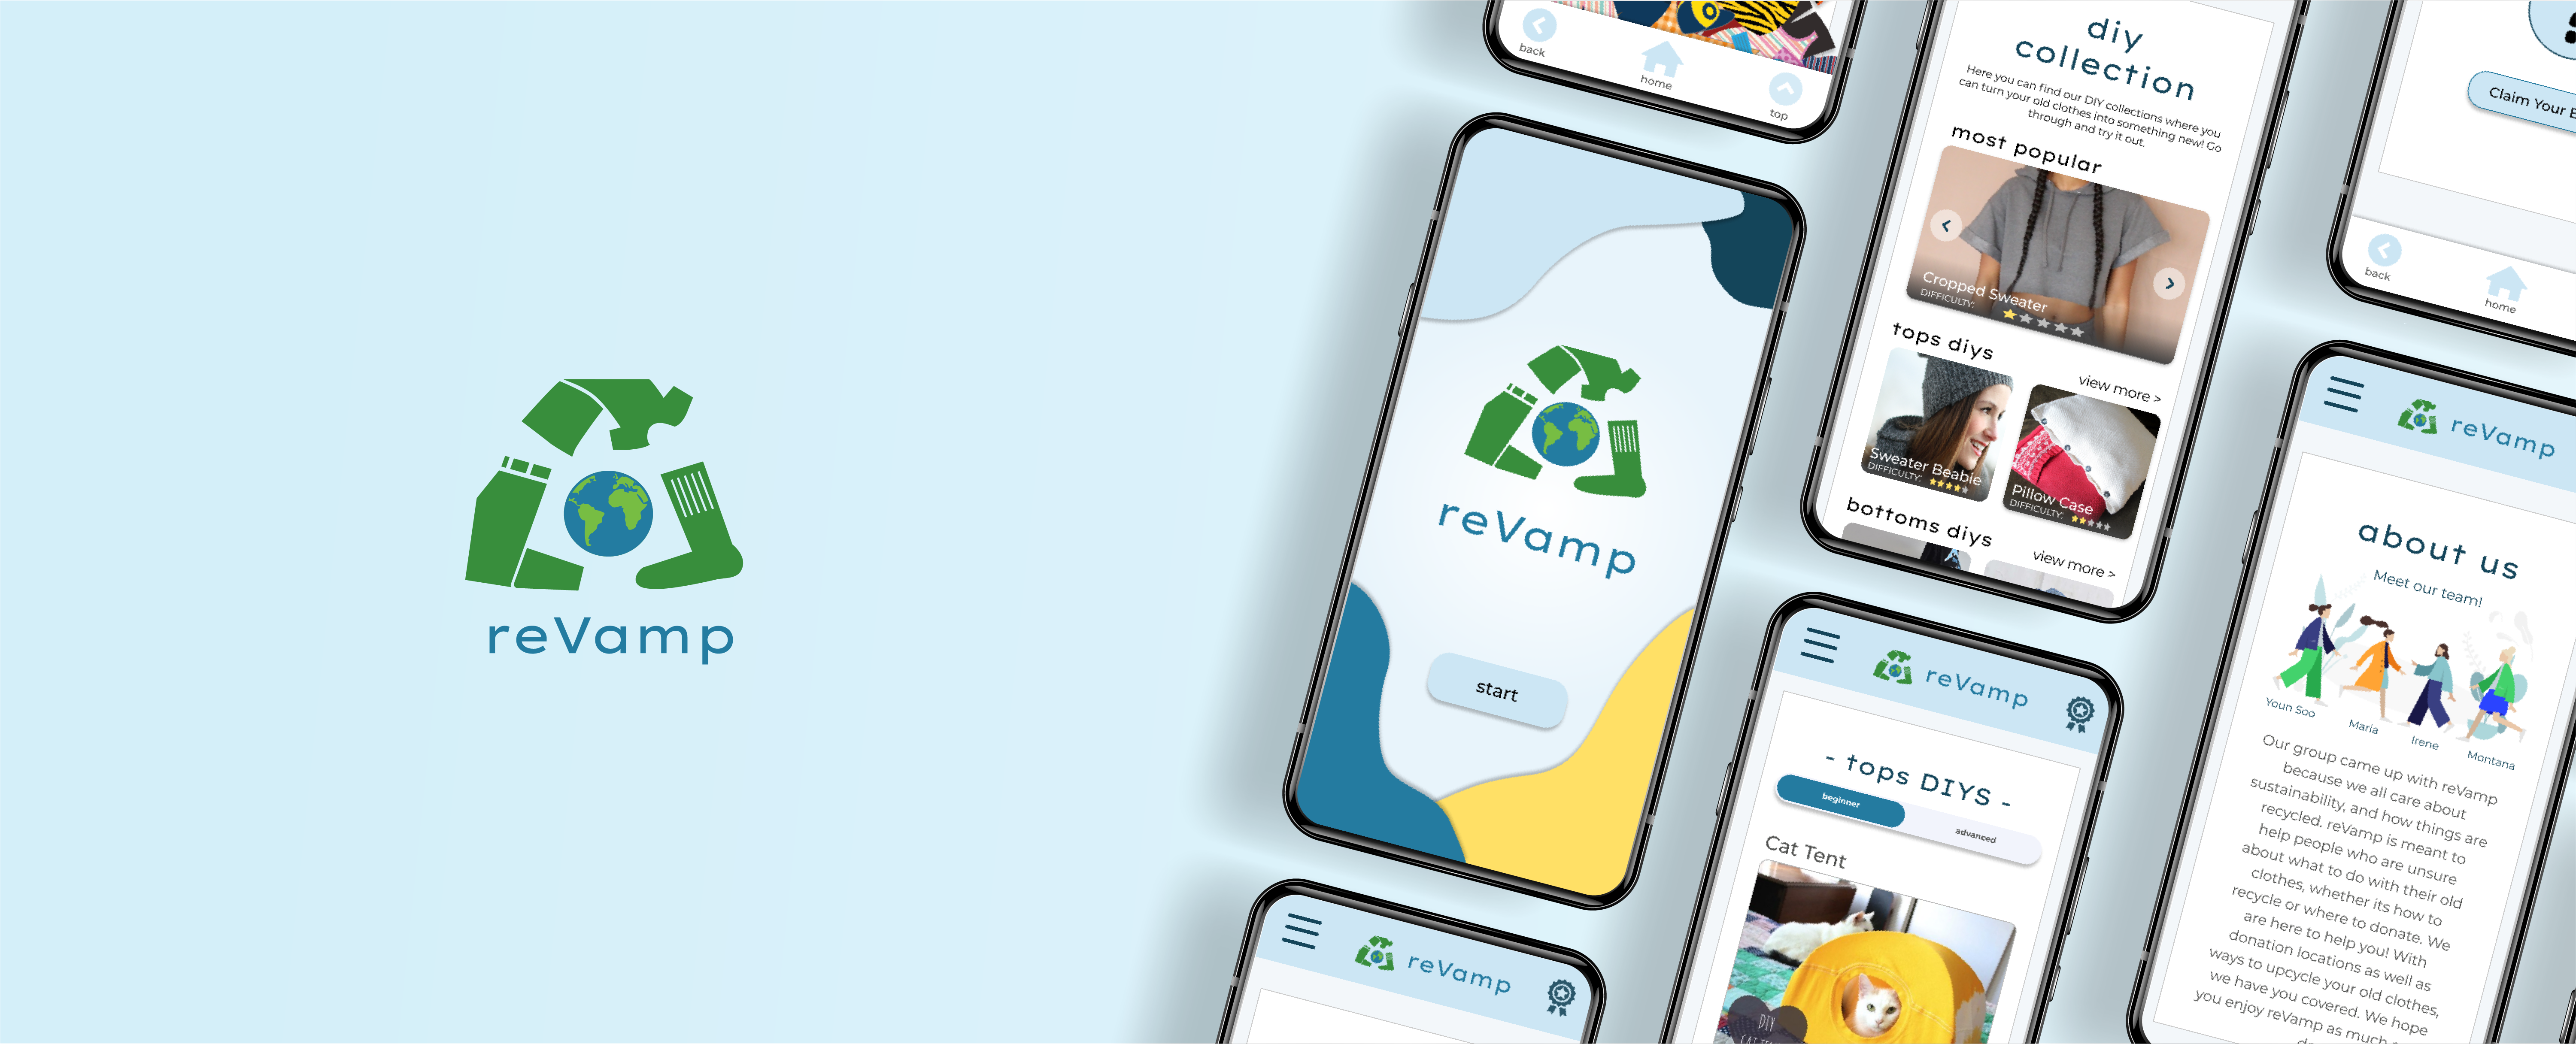 reVamp
back
home
top
reVamp
start
reVamp
diy
collection
Here you can find our DIY collections where you
can turn your old clothes into something new! Go
through and try it out.
most popular
Cropped Sweater
DIFFICULTY:
tops diys
view more >
Sweater Beabie
DIFFICULTY:
Pillow Case
DIFFICULTY:
bottoms diys
view more >
reVamp
- tops DIYS -
beginner
advanced
Cat Tent
DIY
Claim Your
back
home
reVamp
about us
Meet our team!
Youn Soo
Maria
Irene
Montana
Our group came up with reVamp
because we all care about
sustainability, and how things are
recycled. reVamp is meant to
help people who are unsure
about what to do with their old
clothes, whether its how to
recycle or where to donate. We
are here to help you! With
donation locations as well as
ways to upcycle your old clothes,
we have you covered. We hope
you enjoy reVamp as much